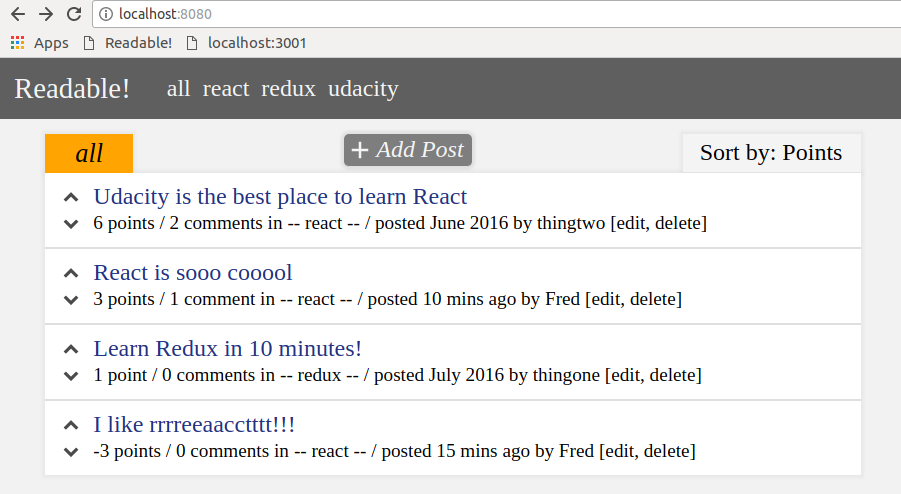 localhost:8080
Apps Readable! localhost:3001
Readable! all react redux udacity
all + Add Post Sort by: Points
Udacity is the best place to learn React
6 points / 2 comments in -- react -- / posted June 2016 by thingtwo [edit, delete]
React is sooo cooool
3 points / 1 comment in -- react -- / posted 10 mins ago by Fred [edit, delete]
Learn Redux in 10 minutes!
1 point / 0 comments in -- redux -- / posted July 2016 by thingone [edit, delete]
I like rrrreeaacctttt!!!
-3 points / 0 comments in -- react -- / posted 15 mins ago by Fred [edit, delete]